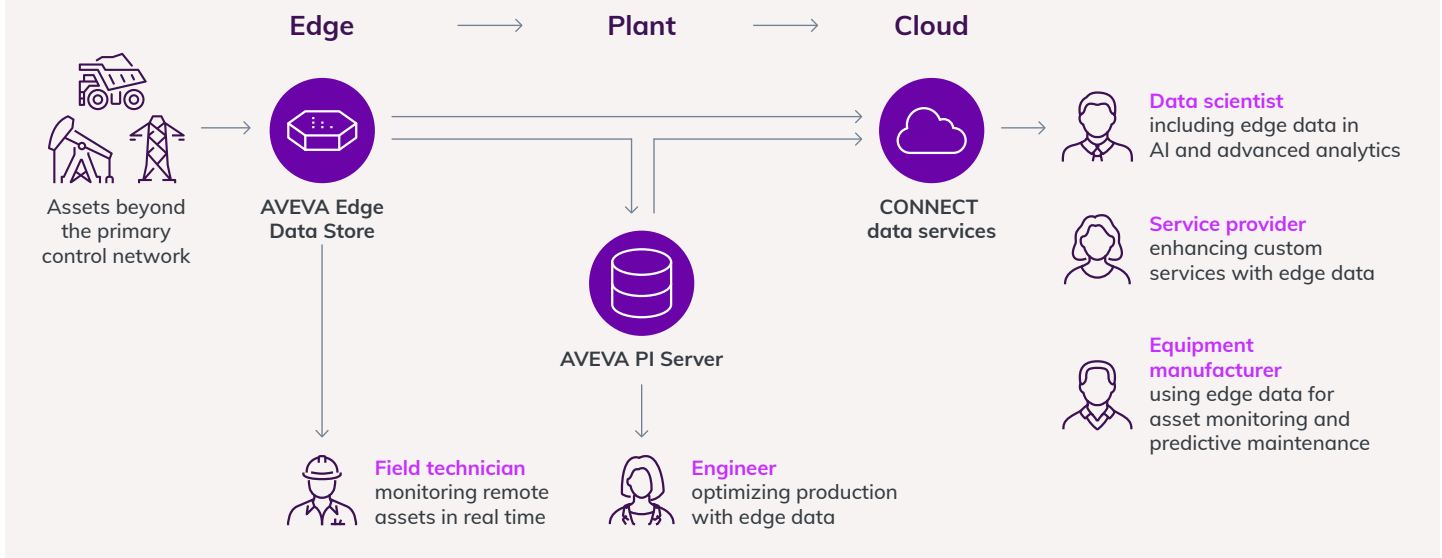 Edge
Plant
Cloud
Assets beyond
the primary
control network
AVEVA Edge
Data Store
CONNECT
data services
AVEVA PI Server
Data scientist
including edge data in
AI and advanced analytics
Service provider
enhancing custom
services with edge data
Equipment
manufacturer
using edge data for
asset monitoring and
predictive maintenance
Field technician
monitoring remote
assets in real time
Engineer
optimizing production
with edge data